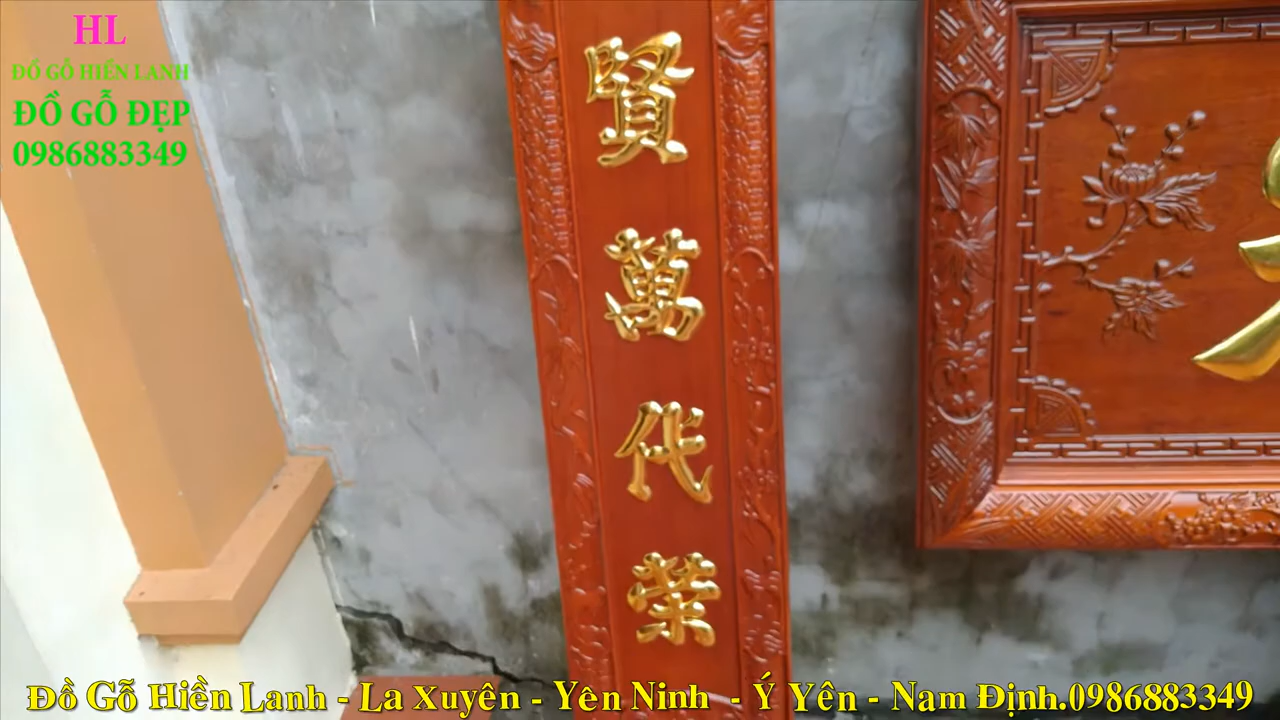 HL
ĐỒ GỖ HIỀN LANH
ĐỒ GỖ ĐẸP
0986883349
賢
萬
代
榮
Đồ Gỗ Hiền Lanh - La Xuyên - Yên Ninh - Ý Yên - Nam Định.0986883349